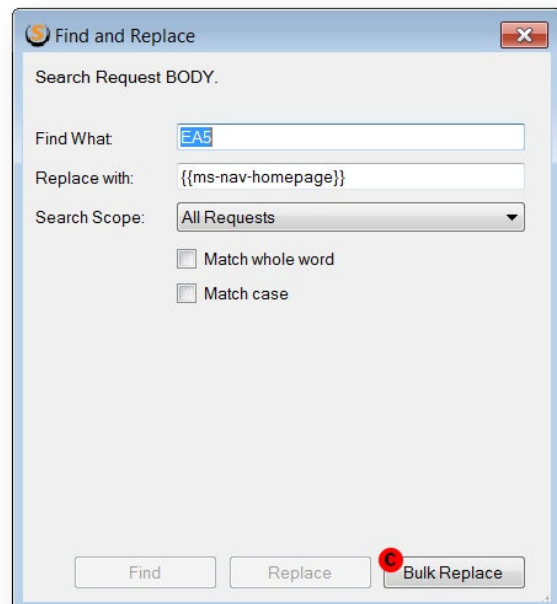 Find and Replace
Search Request BODY.
Find What: EA5
Replace with: {{ms-nav-homepage}}
Search Scope: All Requests
Match whole word
Match case
Find Replace C Bulk Replace